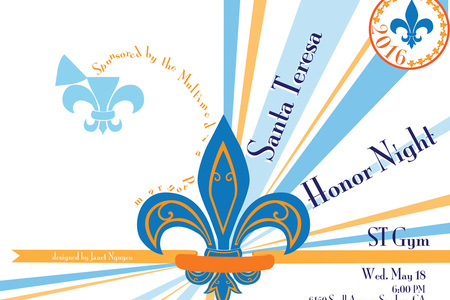 Sponsored by the Multimedia Program
Santa Teresa
Honor Night
2016
ST Gym
Wed. May 18
6:00 PM
designed by Janet Nguyen